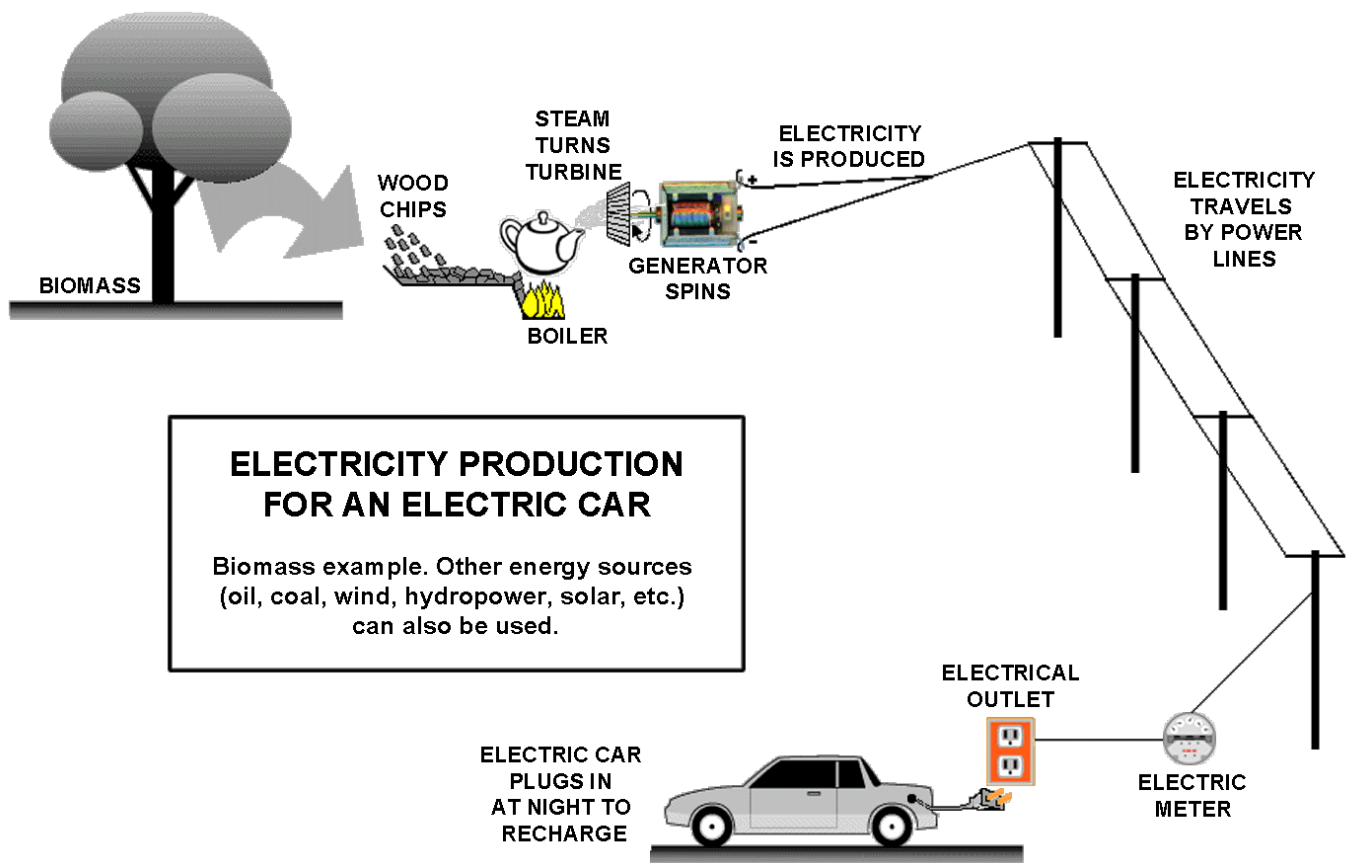 BIOMASS
WOOD
CHIPS
BOILER
STEAM
TURNS
TURBINE
GENERATOR
SPINS
+
-
ELECTRICITY
IS PRODUCED
ELECTRICITY
TRAVELS
BY POWER
LINES
ELECTRICITY PRODUCTION
FOR AN ELECTRIC CAR
Biomass example. Other energy sources
(oil, coal, wind, hydropower, solar, etc.)
can also be used.
ELECTRIC
METER
ELECTRICAL
OUTLET
ELECTRIC CAR
PLUGS IN
AT NIGHT TO
RECHARGE